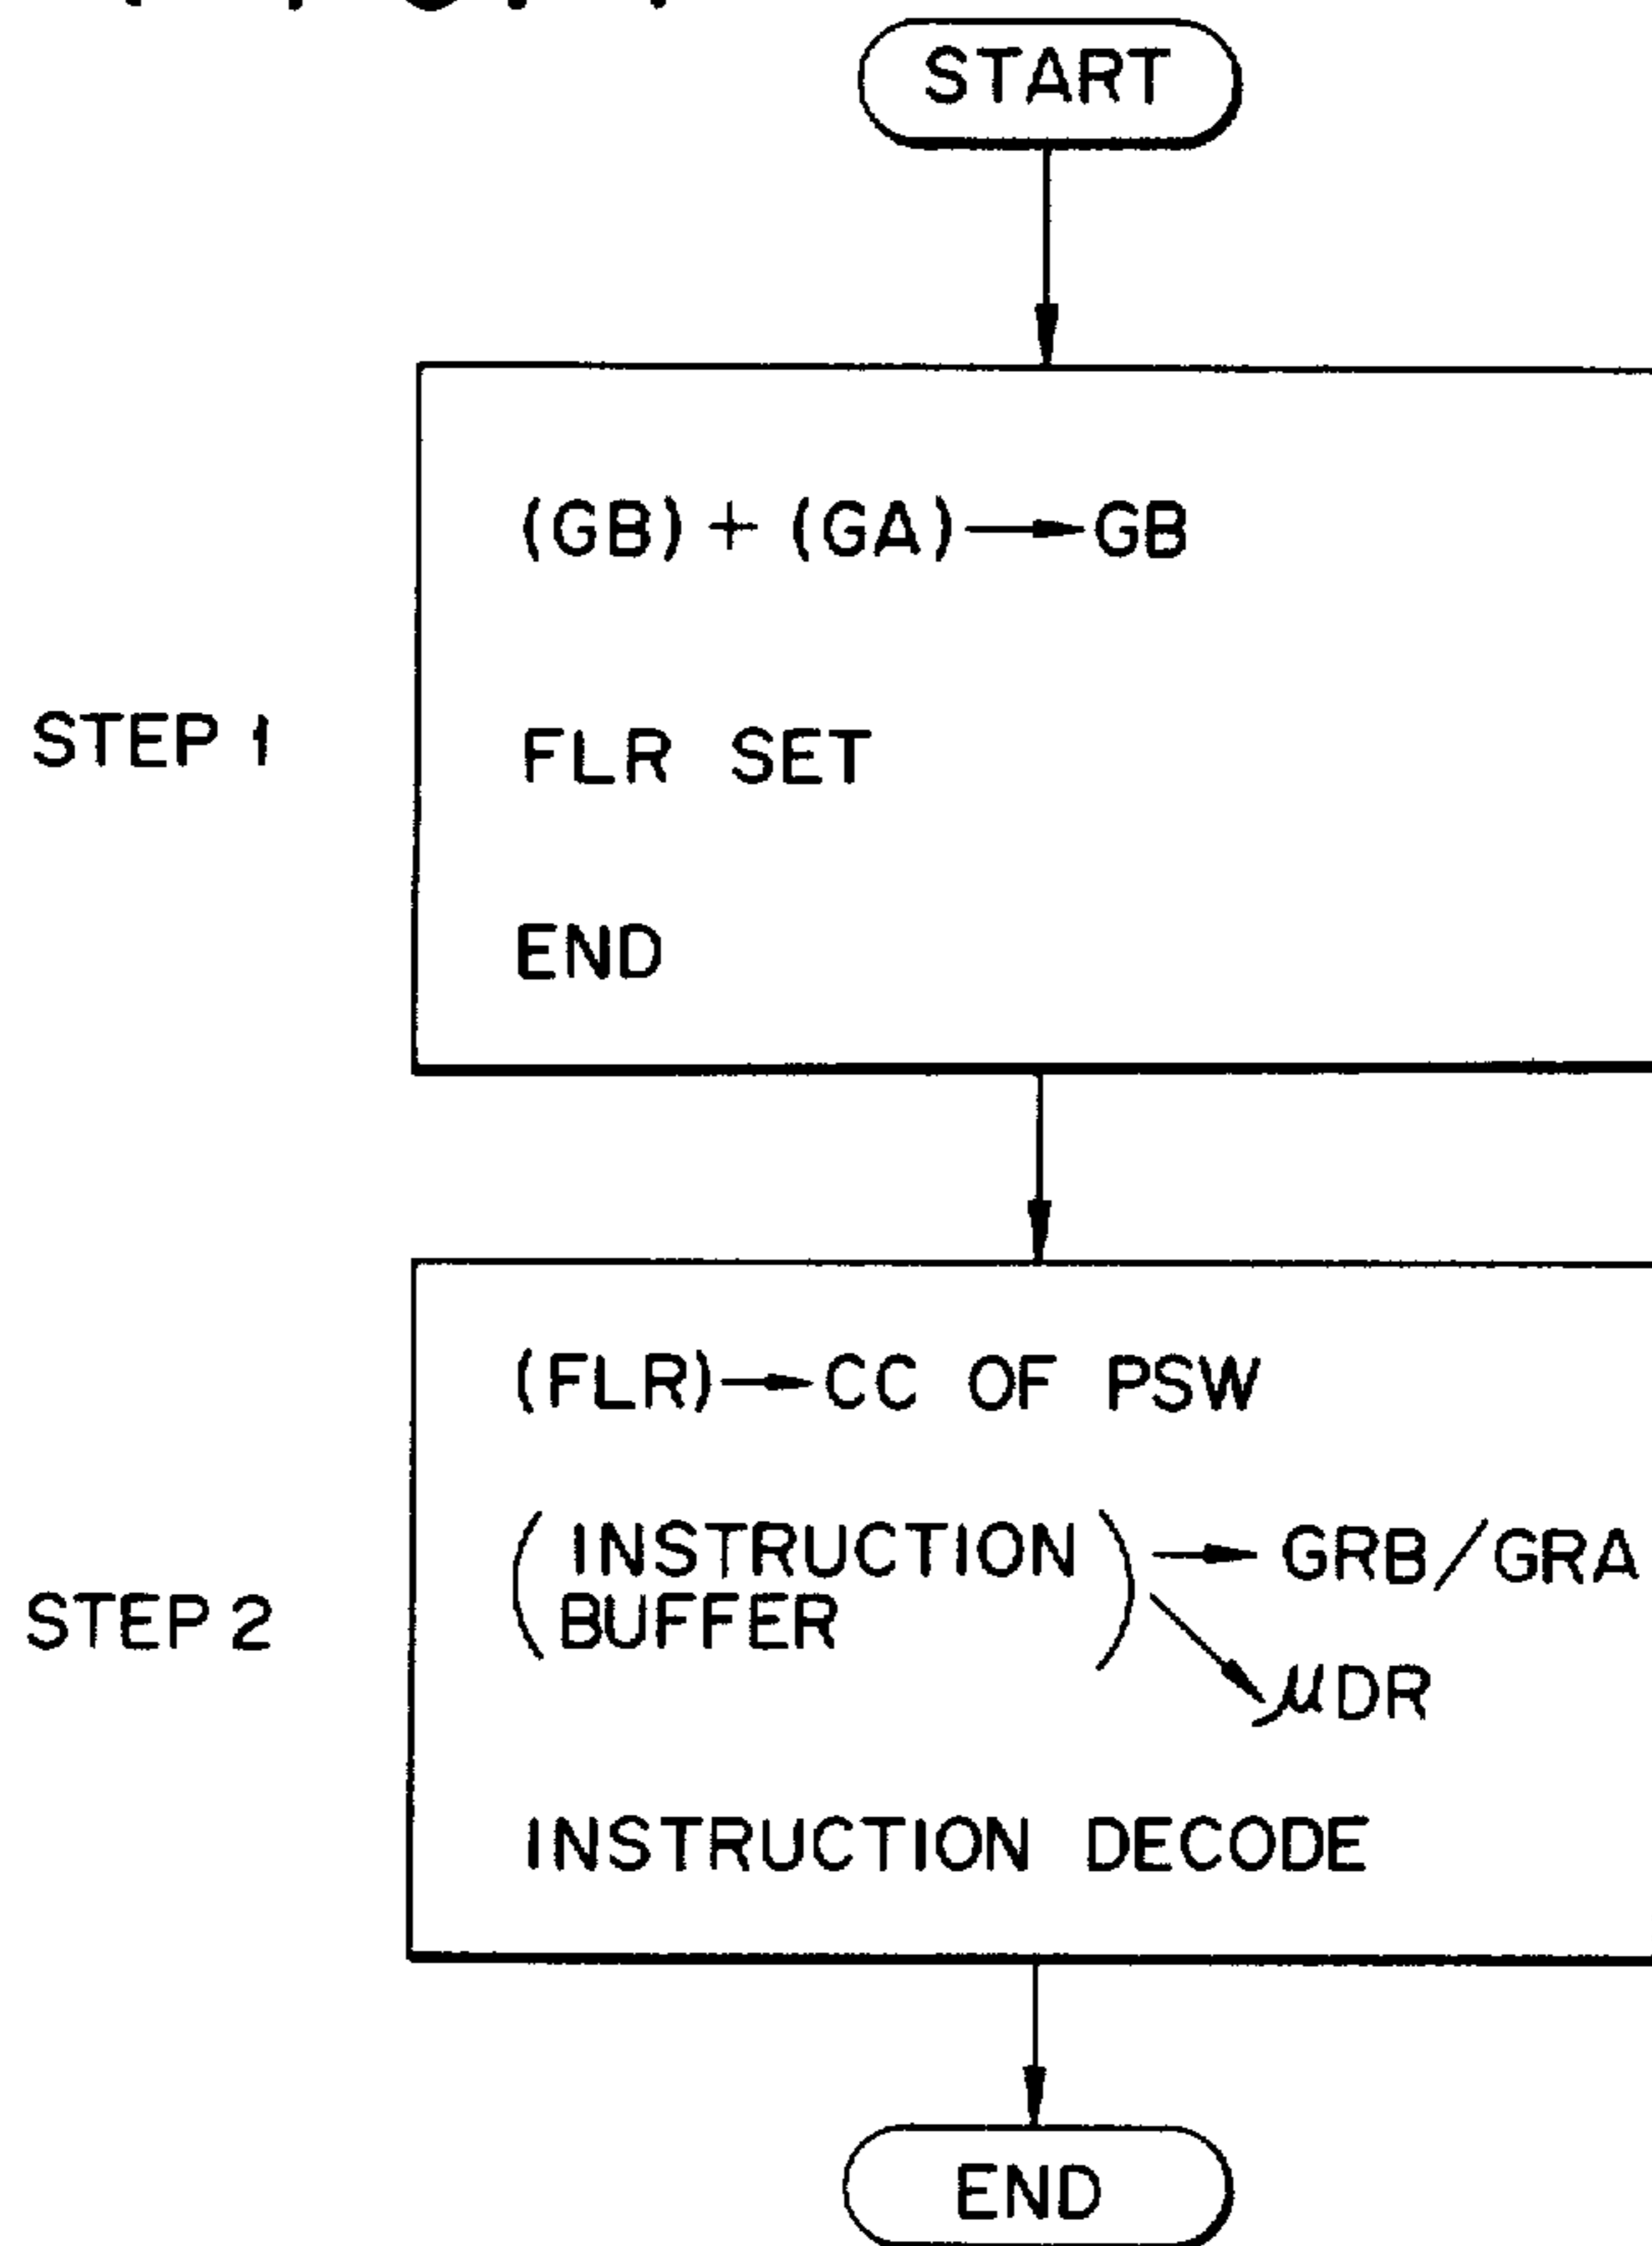 START
(GB) + (GA) → GB
STEP 1
FLR SET
END
(FLR) → CC OF PSW
(INSTRUCTION → GRB/GRA
STEP 2
BUFFER)
μDR
INSTRUCTION DECODE
END